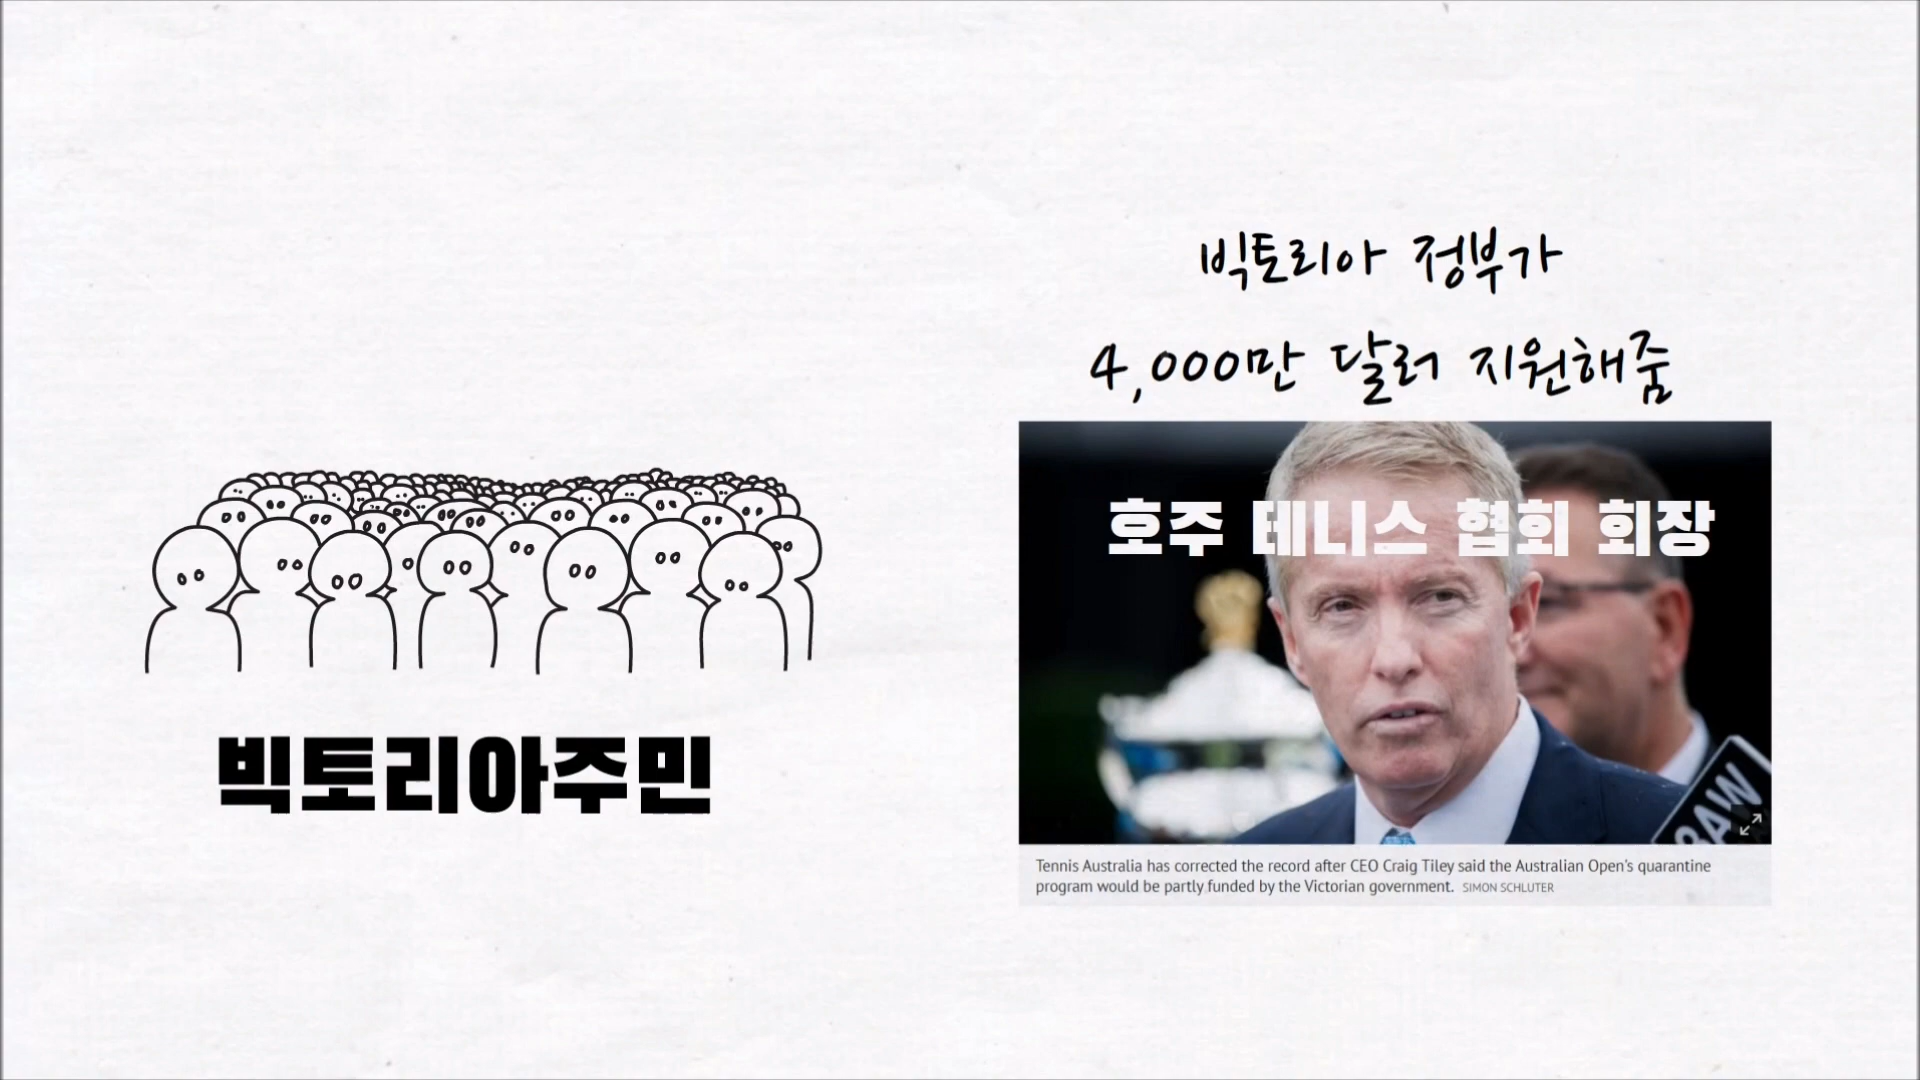 빅토리아 정부가
4,000만 달러 지원해줌
호주 테니스 협회 회장
빅토리아주민
BAW
Tennis Australia has corrected the record after CEO Craig Tiley said the Australian Open's quarantine
program would be partly funded by the Victorian government. SIMON SCHLUTER